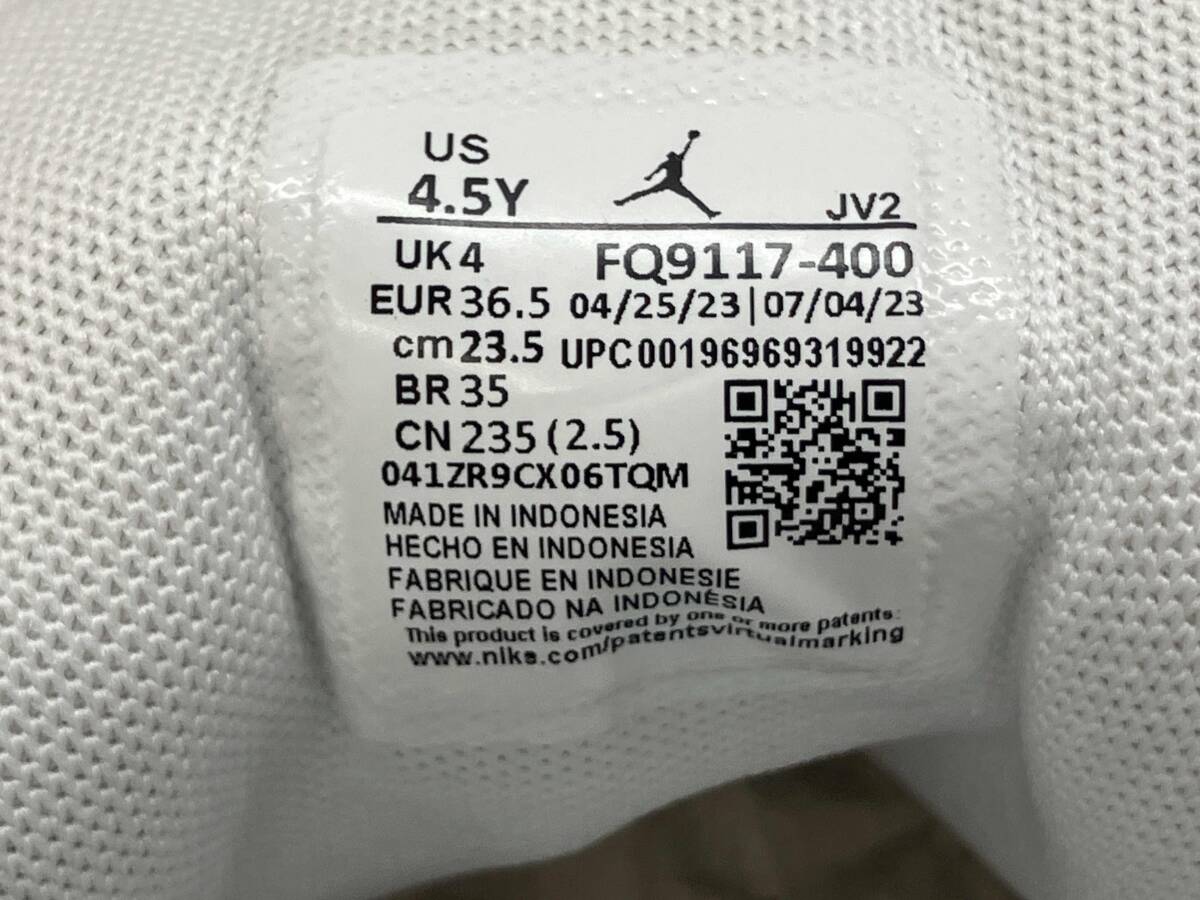 US
4.5Y
JV2
UK 4 FQ9117-400
EUR 36.5 04/25/23|07/04/23
cm 23.5 UPC00196969319922
BR 35
CN 235 (2.5)
041ZR9CX06TQM
MADE IN INDONESIA
HECHO EN INDONESIA
FABRIQUE EN INDONESIE
FABRICADO NA INDONÉSIA
This product is covered by one or more patents:
www.nike.com/patentsvirtualmarking